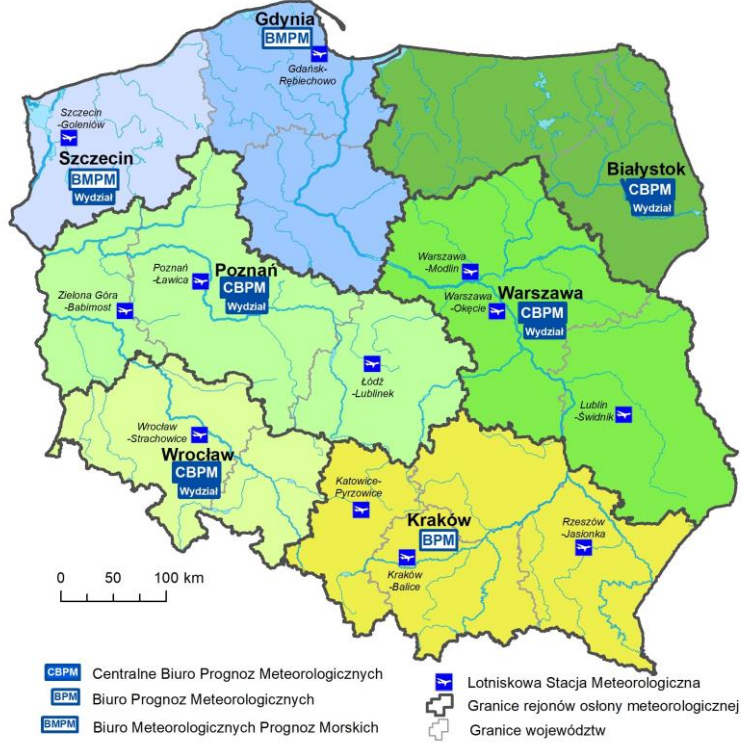 Gdynia
BMPM
Gdańsk-
Rębiechowo
Szczecin
-Goleniów
Szczecin
BMPM
Wydział
Białystok
CBPM
Wydział
Poznań
-Ławica
Poznań
CBPM
Wydział
Zielona Góra
-Babimost
Warszawa
-Modlin
Warszawa
-Okęcie
Warszawa
CBPM
Wydział
Łódź
-Lublinek
Lublin
-Świdnik
Wrocław
-Strachowice
Wrocław
CBPM
Wydział
Katowice-
Pyrzowice
Kraków
BPM
Kraków
-Balice
Rzeszów
-Jasionka
0 50 100 km
CBPM Centralne Biuro Prognoz Meteorologicznych
BPM Biuro Prognoz Meteorologicznych
BMPM Biuro Meteorologicznych Prognoz Morskich
Lotniskowa Stacja Meteorologiczna
Granice rejonów osłony meteorologicznej
Granice województw